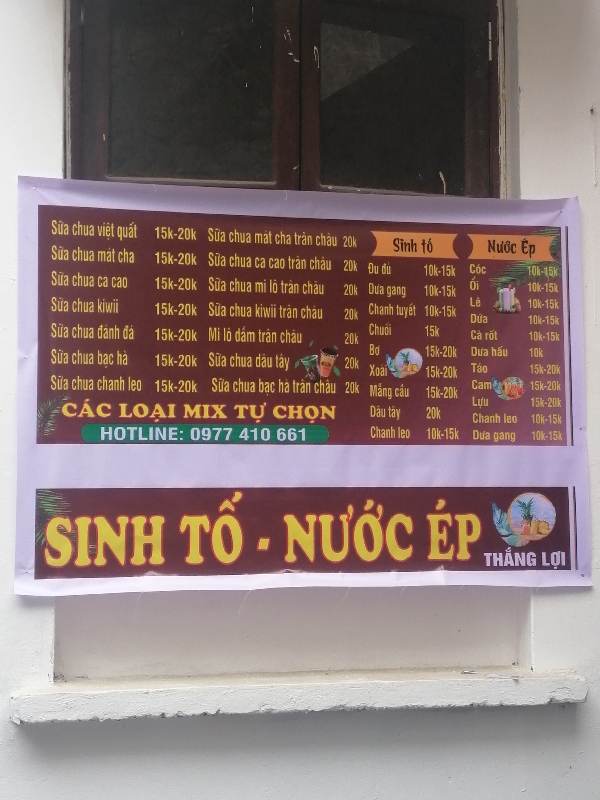 Sữa chua việt quất 15k-20k
Sữa chua mát cha 15k-20k
Sữa chua ca cao 15k-20k
Sữa chua kiwii 15k-20k
Sữa chua đánh đá 15k-20k
Sữa chua bạc hà 15k-20k
Sữa chua chanh leo 15k-20k
Sữa chua mát cha trân châu 20k
Sữa chua ca cao trân châu 20k
Sữa chua mi lô trân châu 20k
Sữa chua kiwii trân châu 20k
Mi lô dầm trân châu 20k
Sữa chua dâu tây 20k
Sữa chua bạc hà trân châu 20k
CÁC LOẠI MIX TỰ CHỌN
HOTLINE: 0977 410 661
Sinh tố
Đu đủ 10k-15k
Dưa gang 10k-15k
Chanh tuyết 10k-15k
Chuối 15k
Bơ 15k-20k
Xoài 15k-20k
Mãng cầu 15k-20k
Dâu tây 20k
Chanh leo 10k-15k
Nước Ép
Cóc 10k-15k
Ổi 10k-15k
Lê 10k-15k
Dứa 10k-15k
Cà rốt 10k-15k
Dưa hấu 10k
Táo 15k-20k
Cam 15k-20k
Lựu 15k-20k
Chanh leo 10k-15k
Dưa gang 10k-15k
SINH TỐ - NƯỚC ÉP
THẮNG LỢI